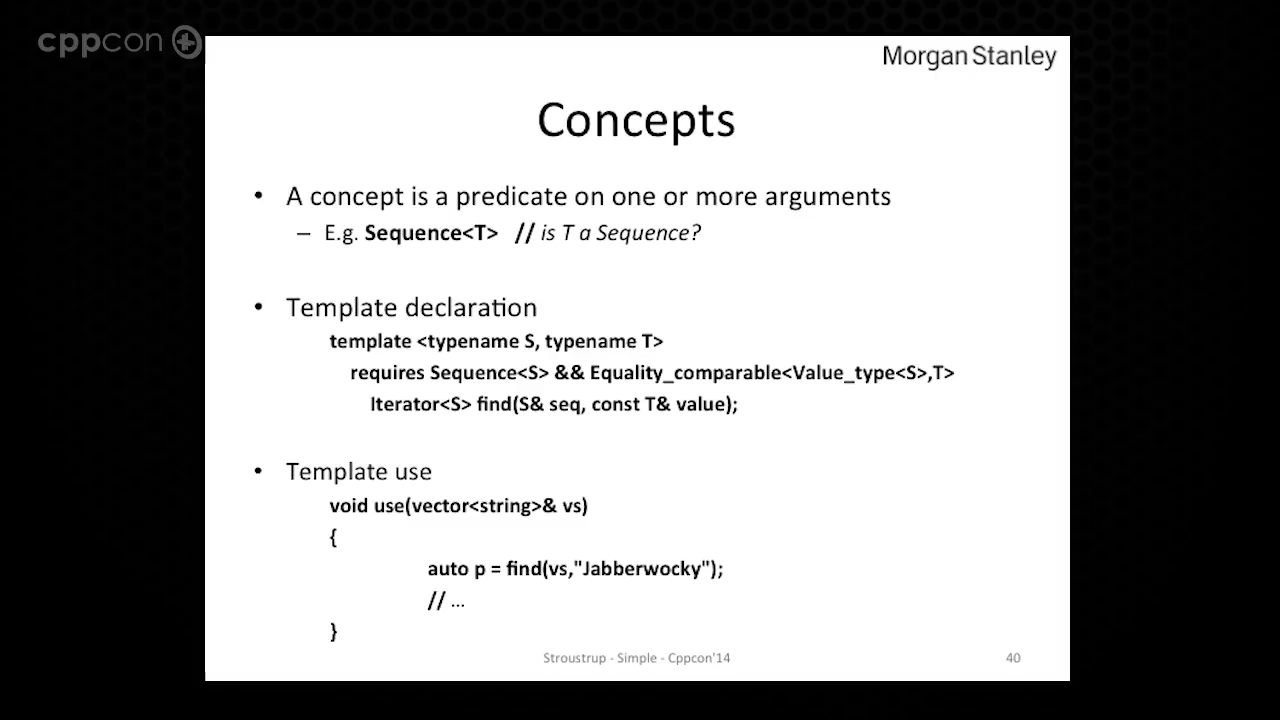 cppcon
Morgan Stanley
Concepts
• A concept is a predicate on one or more arguments
– E.g. Sequence<T> // is T a Sequence?
• Template declaration
template <typename S, typename T>
requires Sequence<S> && Equality_comparable<Value_type<S>,T>
Iterator<S> find(S& seq, const T& value);
• Template use
void use(vector<string>& vs)
{
auto p = find(vs,"Jabberwocky");
// ...
}
Stroustrup - Simple - Cppcon'14
40